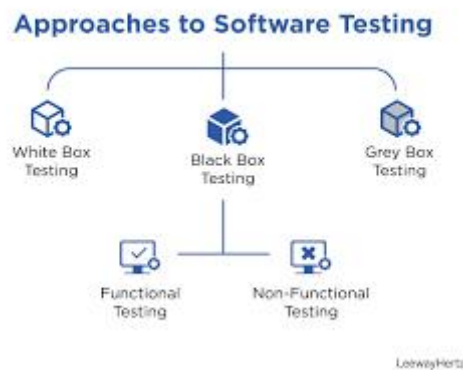 Approaches to Software Testing
White Box
Testing
Black Box
Testing
Grey Box
Testing
Functional
Testing
Non-Functional
Testing
LeewayHertz